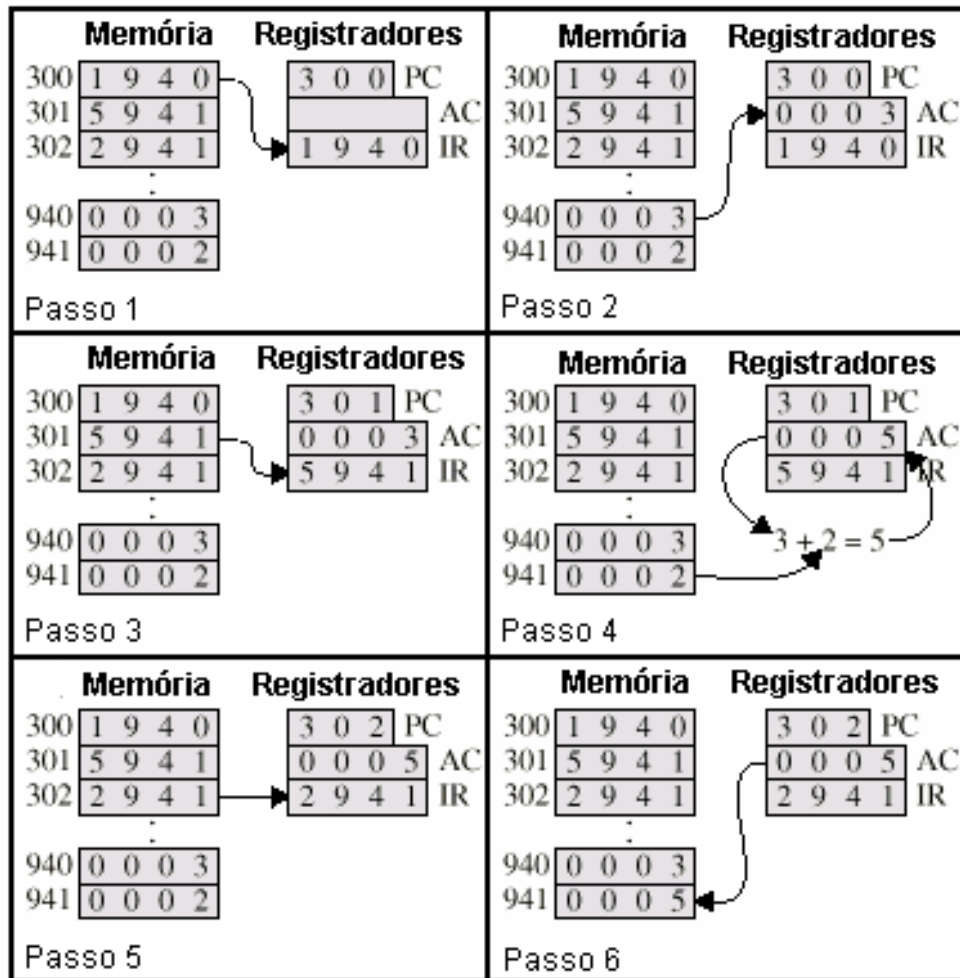 Memória Registradores
300 1 9 4 0 3 0 0 PC
301 5 9 4 1 AC
302 2 9 4 1 1 9 4 0 IR
:
940 0 0 0 3
941 0 0 0 2
Passo 1
Memória Registradores
300 1 9 4 0 3 0 0 PC
301 5 9 4 1 0 0 0 3 AC
302 2 9 4 1 1 9 4 0 IR
:
940 0 0 0 3
941 0 0 0 2
Passo 2
Memória Registradores
300 1 9 4 0 3 0 1 PC
301 5 9 4 1 0 0 0 3 AC
302 2 9 4 1 5 9 4 1 IR
:
940 0 0 0 3
941 0 0 0 2
Passo 3
Memória Registradores
300 1 9 4 0 3 0 1 PC
301 5 9 4 1 0 0 0 5 AC
302 2 9 4 1 5 9 4 1 IR
:
940 0 0 0 3 3 + 2 = 5
941 0 0 0 2
Passo 4
Memória Registradores
300 1 9 4 0 3 0 2 PC
301 5 9 4 1 0 0 0 5 AC
302 2 9 4 1 2 9 4 1 IR
:
940 0 0 0 3
941 0 0 0 2
Passo 5
Memória Registradores
300 1 9 4 0 3 0 2 PC
301 5 9 4 1 0 0 0 5 AC
302 2 9 4 1 2 9 4 1 IR
:
940 0 0 0 3
941 0 0 0 5
Passo 6